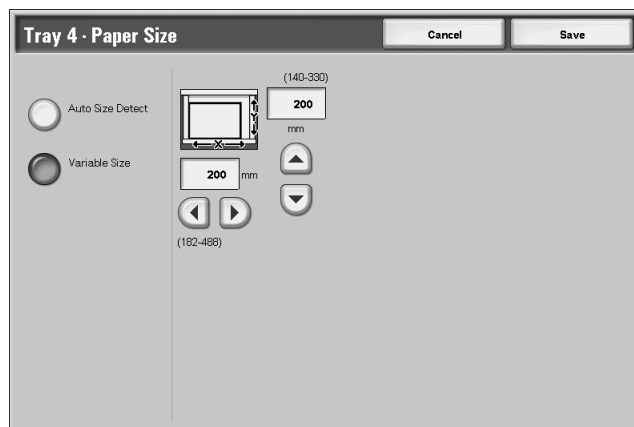 Tray 4 - Paper Size
Cancel
Save
Auto Size Detect
Variable Size
(140-330)
200
mm
Y
X
200 mm
(182-488)